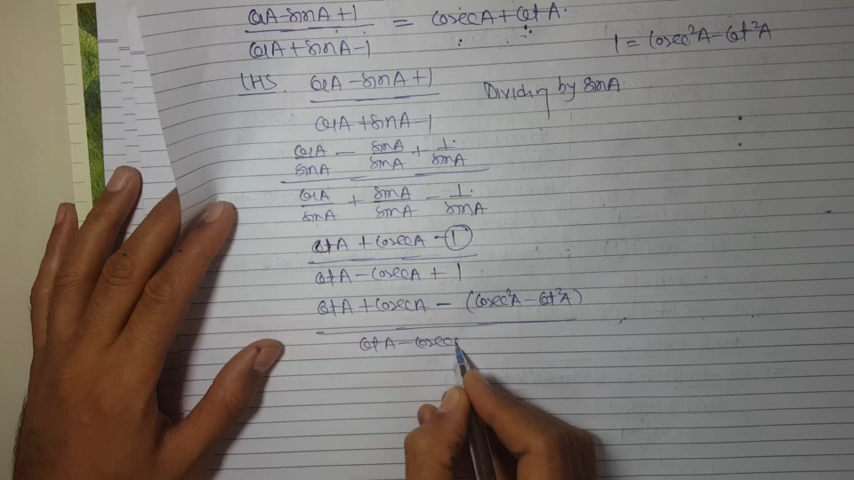 cosA - sinA + 1 / cosA + sinA - 1 = cosecA + cotA.
1 = cosec²A - cot²A
LHS. cosA - sinA + 1 / cosA + sinA - 1 Dividing by sinA.
cosA/sinA - sinA/sinA + 1/sinA
cosA/sinA + sinA/sinA - 1/sinA
cotA + cosecA - 1
cotA - cosecA + 1
cotA + cosecA - (cosec²A - cot²A)
cotA - cosec